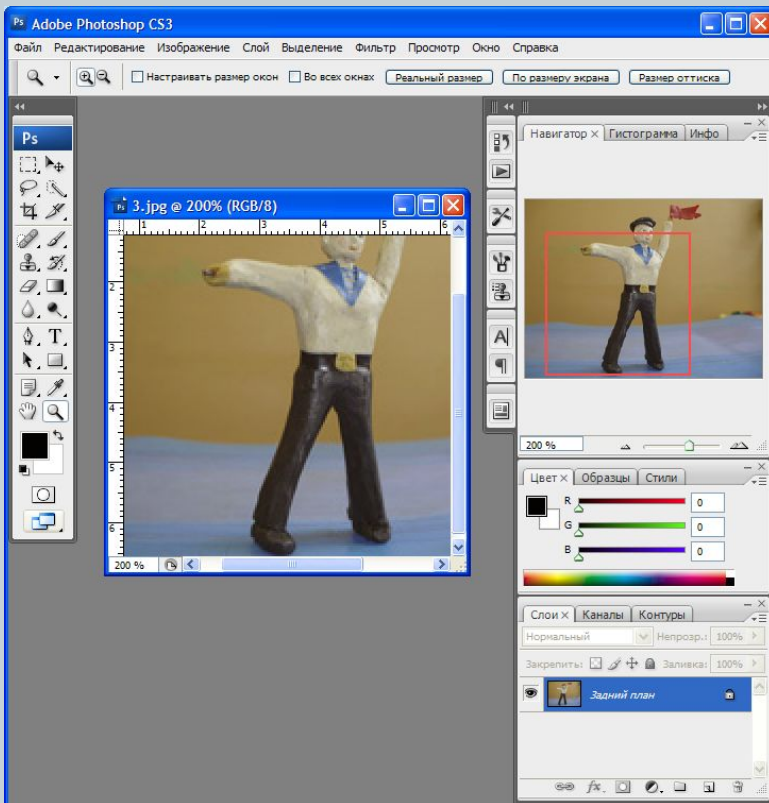 Ps Adobe Photoshop CS3
Файл Редактирование Изображение Слой Выделение Фильтр Просмотр Окно Справка
Настраивать размер окон Во всех окнах Реальный размер По размеру экрана Размер оттиска
Ps
Навигатор × Гистограмма Инфо
3.jpg @ 200% (RGB/8)
1 2 3 4 5 6
2
3
4
5
6
200 %
200 %
Цвет × Образцы Стили
R 0
G 0
B 0
Слои × Каналы Контуры
Нормальный Непозр.: 100%
Закрепить: Заливка: 100%
Задний план